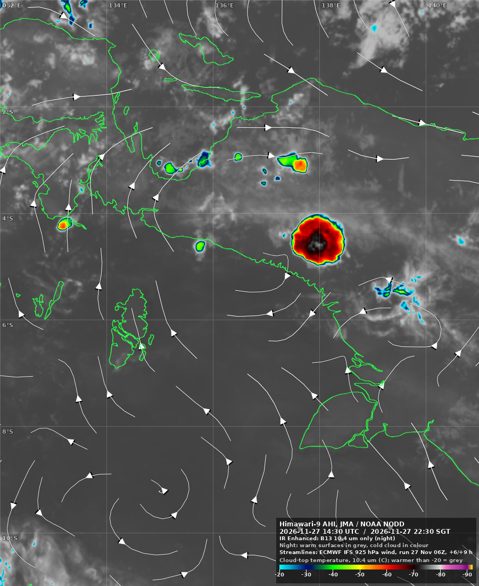 132°E
134°E
136°E
138°E
140°E
2°S
4°S
6°S
8°S
10°S
Himawari-9 AHI, JMA / NOAA NODD
2026-11-27 14:30 UTC / 2026-11-27 22:30 SGT
IR Enhanced: B13 10.4 um only (night)
Night: warm surfaces in grey, cold cloud in colour
Streamlines: ECMWF IFS 925 hPa wind, run 27 Nov 06Z, +6/+9 h
Cloud-top temperature, 10.4 um (C); warmer than -20 = grey
-20 -30 -40 -50 -60 -70 -80 -90